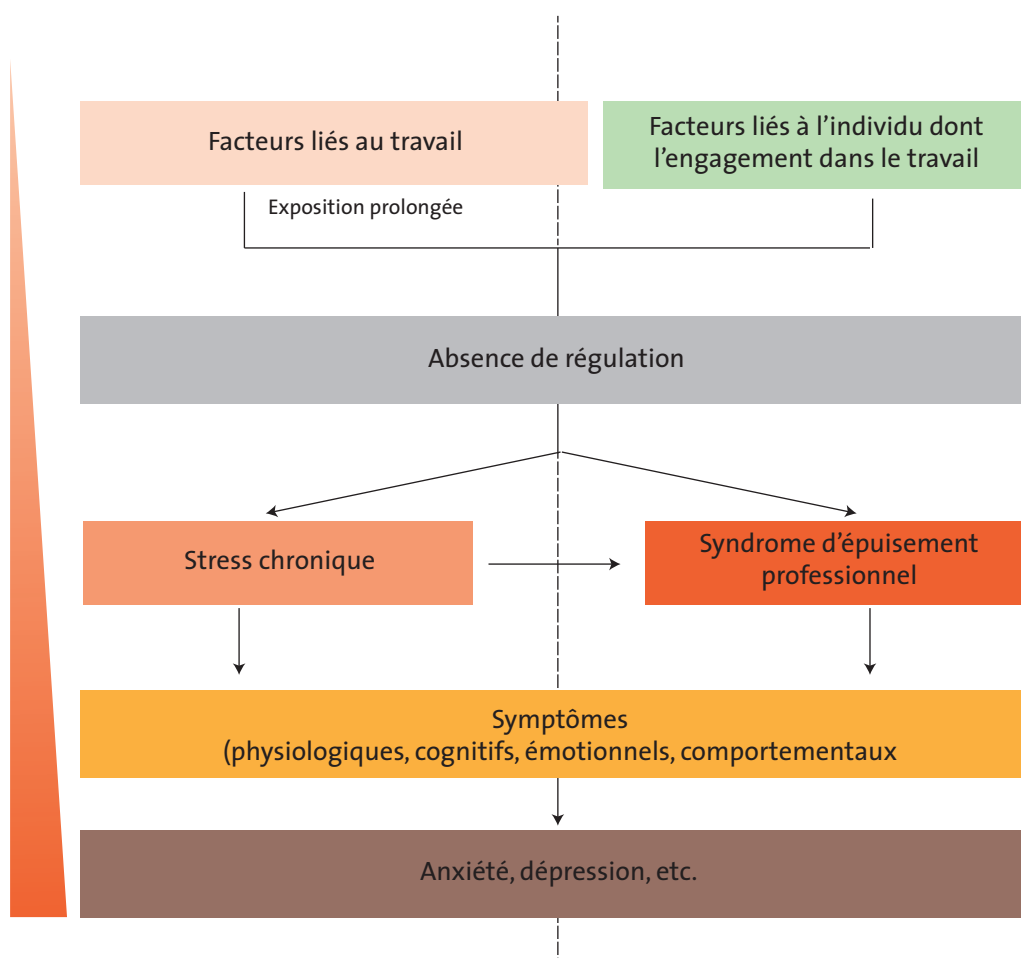 Facteurs liés au travail
Facteurs liés à l’individu dont
l’engagement dans le travail
Exposition prolongée
Absence de régulation
Stress chronique
Syndrome d’épuisement
professionnel
Symptômes
(physiologiques, cognitifs, émotionnels, comportementaux
Anxiété, dépression, etc.